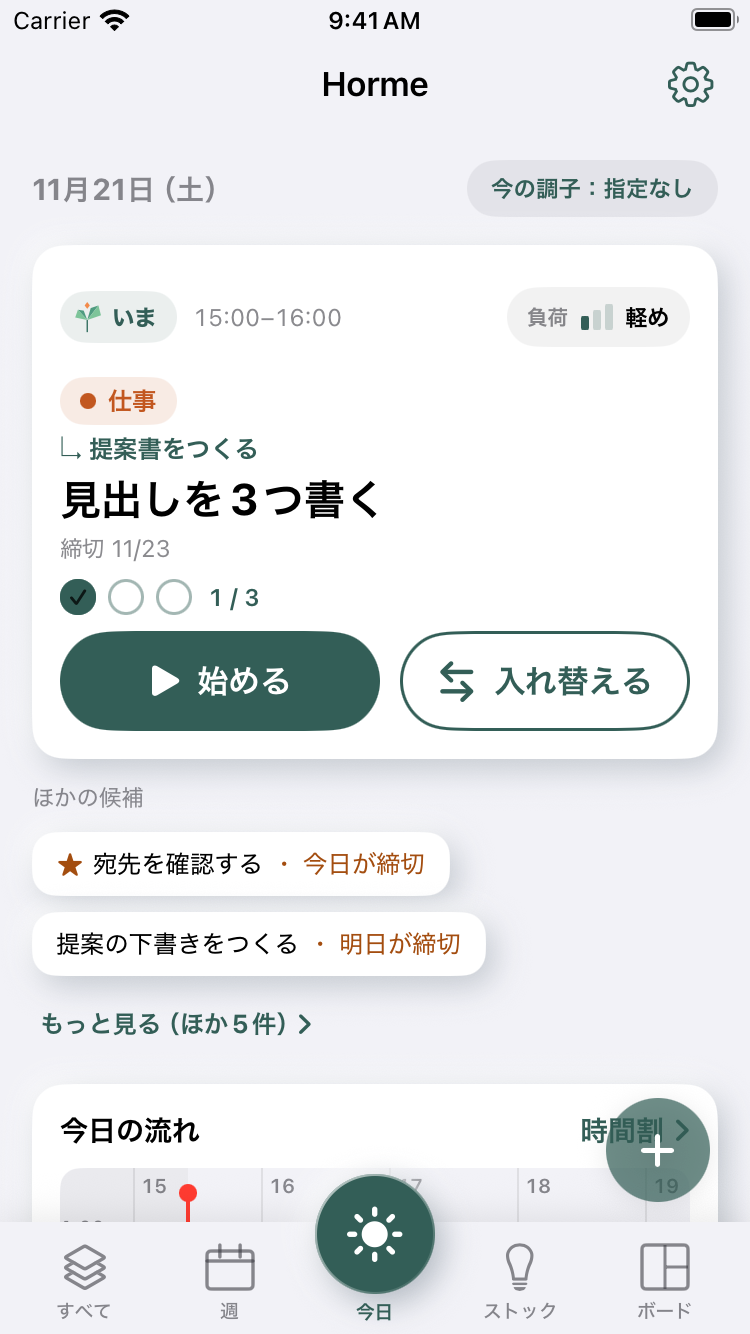 Carrier 9:41 AM
Horme
11月21日（土） 今の調子：指定なし
いま 15:00–16:00 負荷 軽め
仕事
提案書をつくる
見出しを3つ書く
締切 11/23
1 / 3
始める 入れ替える
ほかの候補
宛先を確認する ・ 今日が締切
提案の下書きをつくる ・ 明日が締切
もっと見る（ほか5件）
今日の流れ 時間割
15 16 17 18 19
すべて 週 今日 ストック ボード